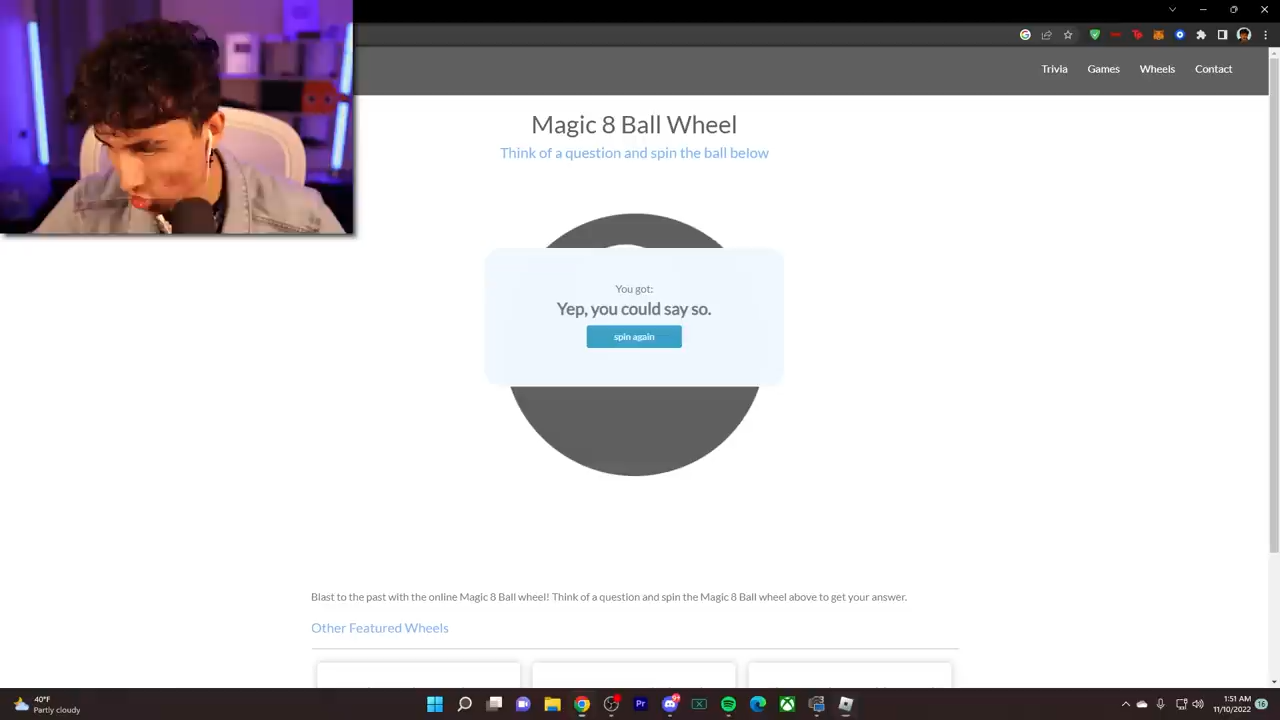 Trivia Games Wheels Contact
Magic 8 Ball Wheel
Think of a question and spin the ball below
You got:
Yep, you could say so.
spin again
Blast to the past with the online Magic 8 Ball wheel! Think of a question and spin the Magic 8 Ball wheel above to get your answer.
Other Featured Wheels
40°F
Partly cloudy
Pr
9+
1:51 AM
11/10/2022
16